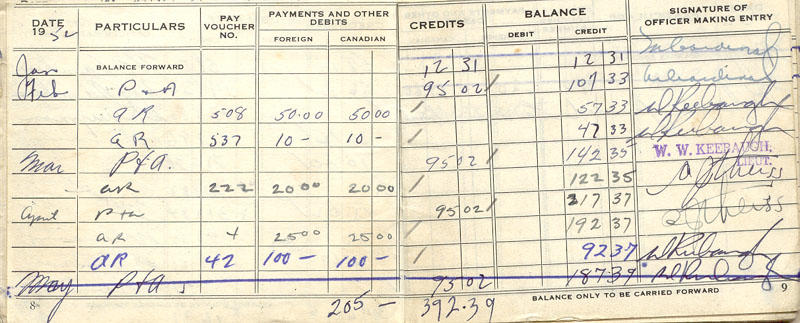 DATE 1952 PARTICULARS PAY VOUCHER NO. PAYMENTS AND OTHER DEBITS FOREIGN CANADIAN CREDITS BALANCE DEBIT CREDIT SIGNATURE OF OFFICER MAKING ENTRY
Jan BALANCE FORWARD 12 31 12 31
Feb P & A 95 02 107 33
AR 508 50.00 50 00 57 33 W Keebaugh
AR 537 10 - 10 - 47 33 W Keebaugh
Mar P & A. 95 02 142 35 W. W. KEEBAUGH, LIEUT.
AR 222 20 00 20 00 122 35
April P & A 95 02 217 37
AR 4 25 00 25 00 192 37
AR 42 100 - 100 - 92 37 W Keebaugh
May P & A 95 02 187.39 W Keebaugh
8 205 - 392.39 BALANCE ONLY TO BE CARRIED FORWARD 9